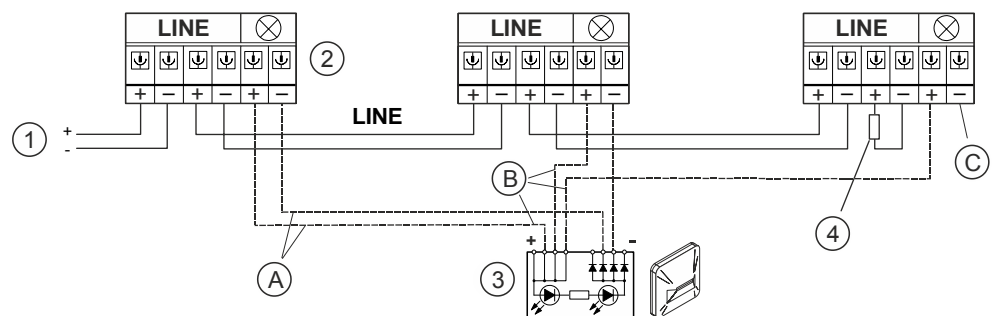 LINE LINE LINE
2
+ − + − + − + − + − + − + − + − + −
LINE
1 + -
B C
4
A
+ -
3